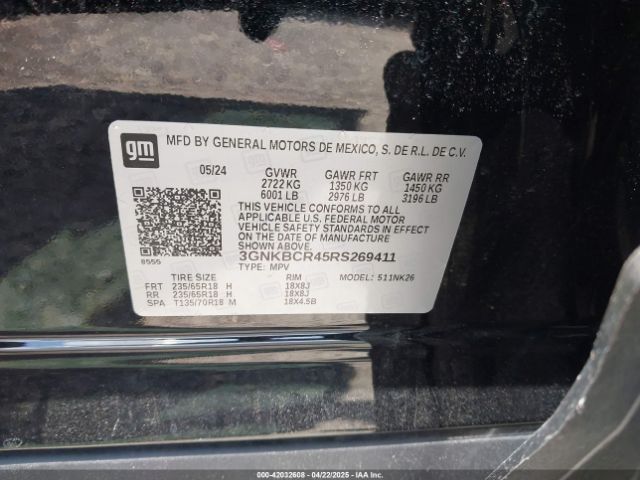 gm
MFD BY GENERAL MOTORS DE MEXICO, S. DE R.L. DE C.V.
05/24 GVWR GAWR FRT GAWR RR
2722 KG 1350 KG 1450 KG
6001 LB 2976 LB 3196 LB
THIS VEHICLE CONFORMS TO ALL
APPLICABLE U.S. FEDERAL MOTOR
VEHICLE SAFETY STANDARDS IN EFFECT
ON THE DATE OF MANUFACTURE
SHOWN ABOVE.
8555 3GNKBCR45RS269411
TYPE: MPV MODEL: 511NK26
TIRE SIZE RIM
FRT 235/65R18 H 18X8J
RR 235/65R18 H 18X8J
SPA T135/70R18 M 18X4.5B
000-42032608 - 04/22/2025 - IAAI.COM